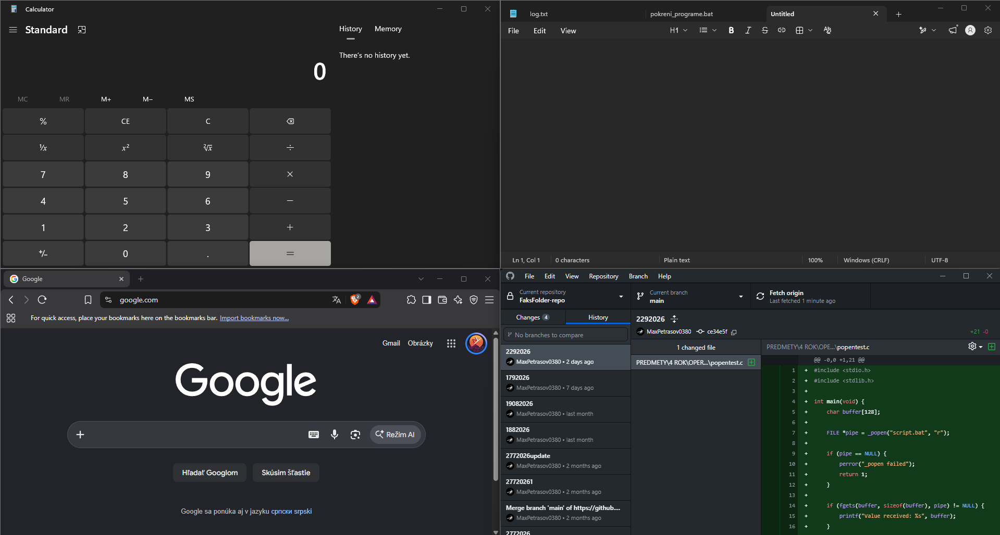 Calculator
Standard
History Memory
There's no history yet.
0
MC MR M+ M− MS
% CE C
¹/x x² ²√x ÷
7 8 9 ×
4 5 6 −
1 2 3 +
+/− 0 . =
log.txt pokreni_programe.bat Untitled
File Edit View H1 B I S
Ln 1, Col 1 0 characters Plain text 100% Windows (CRLF) UTF-8
Google
google.com 2
For quick access, place your bookmarks here on the bookmarks bar. Import bookmarks now...
Gmail Obrázky
Google
Režim AI
Hľadať Googlom Skúsim šťastie
Google sa ponúka aj v jazyku српски srpski
File Edit View Repository Branch Help
Current repository
FaksFolder-repo
Current branch
main
Fetch origin
Last fetched 1 minute ago
Changes 4 History
No branches to compare
2292026
MaxPetrasov0380 • 2 days ago
1792026
MaxPetrasov0380 • 7 days ago
19082026
MaxPetrasov0380 • last month
1882026
MaxPetrasov0380 • last month
2772026update
MaxPetrasov0380 • 2 months ago
27720261
MaxPetrasov0380 • 2 months ago
Merge branch 'main' of https://github....
MaxPetrasov0380 • 2 months ago
2772026
2292026
MaxPetrasov0380 ce34e5f +21 -0
1 changed file
PREDMETY\4 ROK\OPER...\popentest.c
PREDMETY\4 ROK\OPE...\popentest.c
@@ -0,0 +1,21 @@
1 + #include <stdio.h>
2 + #include <stdlib.h>
3 +
4 + int main(void) {
5 + char buffer[128];
6 +
7 + FILE *pipe = _popen("script.bat", "r");
8 +
9 + if (pipe == NULL) {
10 + perror("_popen failed");
11 + return 1;
12 + }
13 +
14 + if (fgets(buffer, sizeof(buffer), pipe) != NULL) {
15 + printf("Value received: %s", buffer);
16 + }